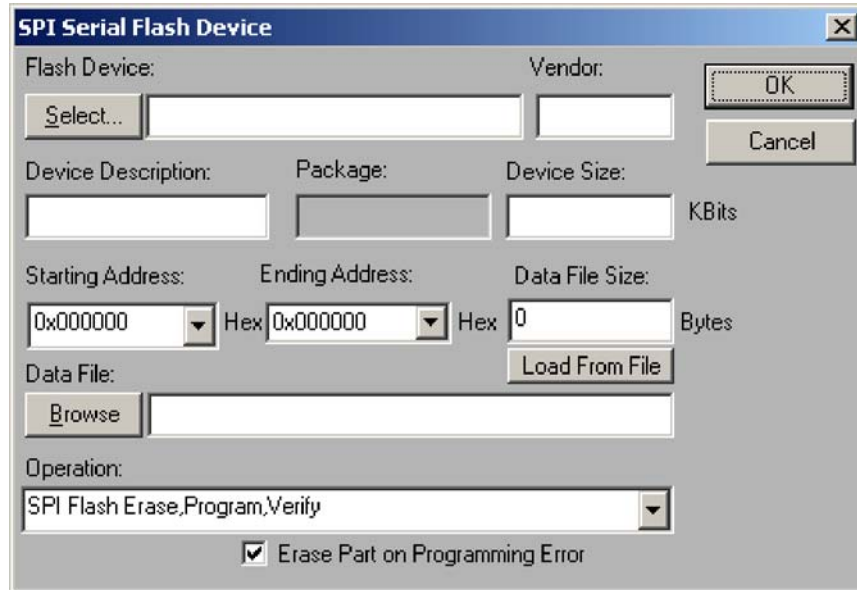 SPI Serial Flash Device
Flash Device:
Vendor:
Select...
OK
Cancel
Device Description:
Package:
Device Size:
KBits
Starting Address:
Ending Address:
Data File Size:
0x000000
Hex
0x000000
Hex
0
Bytes
Load From File
Data File:
Browse
Operation:
SPI Flash Erase,Program,Verify
Erase Part on Programming Error